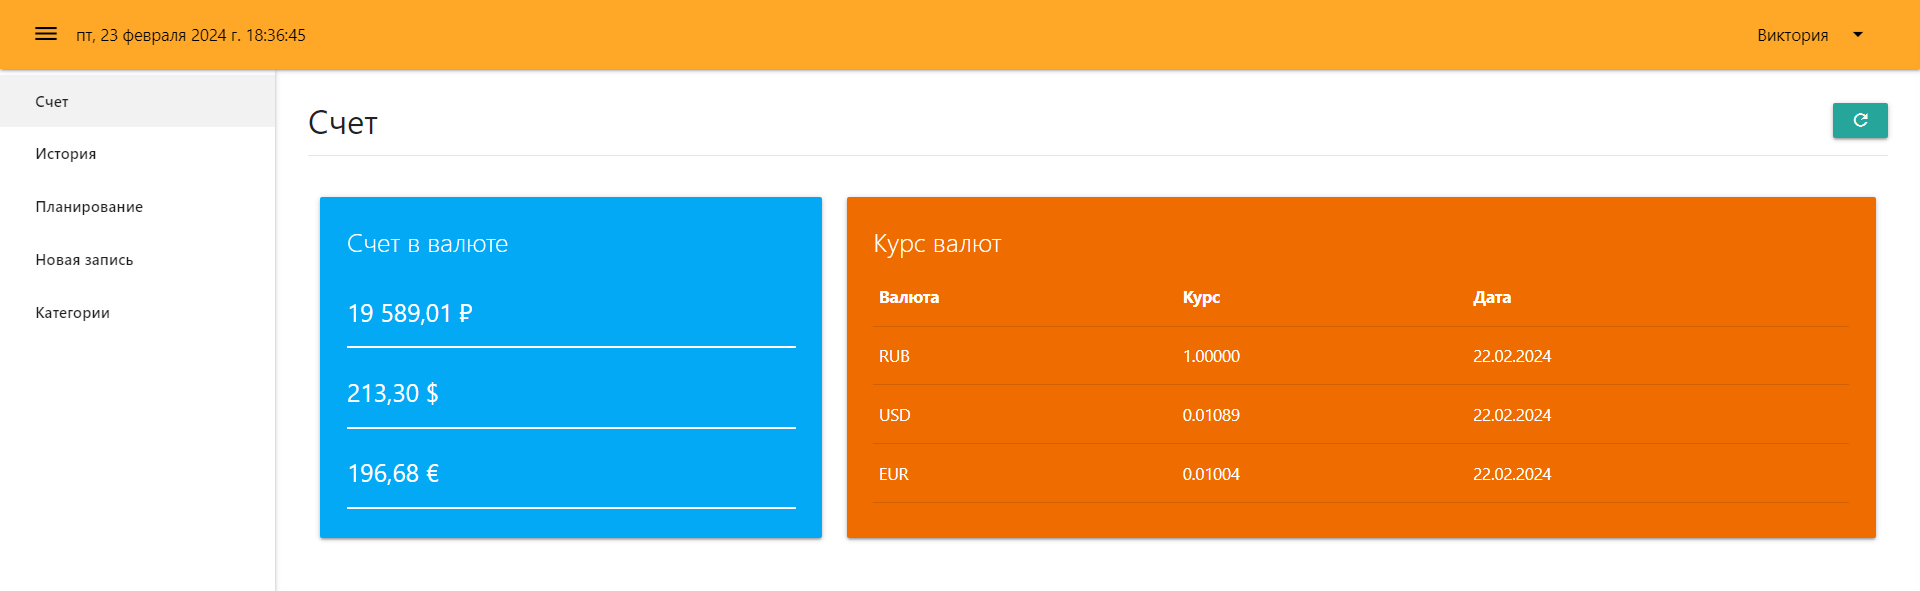 пт, 23 февраля 2024 г. 18:36:45
Виктория
Счет
История
Планирование
Новая запись
Категории
Счет
Счет в валюте
19 589,01 ₽
213,30 $
196,68 €
Курс валют
Валюта Курс Дата
RUB 1.00000 22.02.2024
USD 0.01089 22.02.2024
EUR 0.01004 22.02.2024